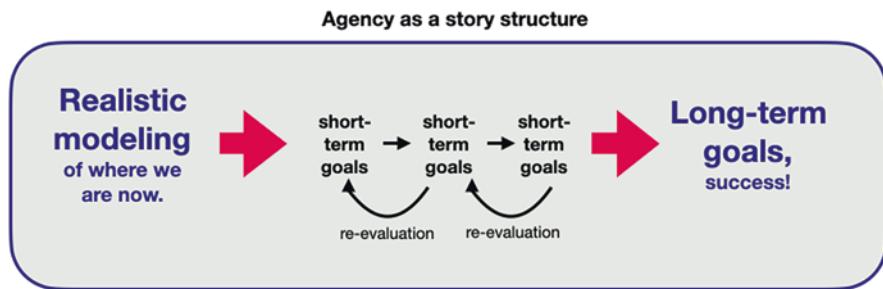 Agency as a story structure
Realistic
modeling
of where we
are now.
short-
term
goals
short-
term
goals
short-
term
goals
re-evaluation
re-evaluation
Long-term
goals,
success!